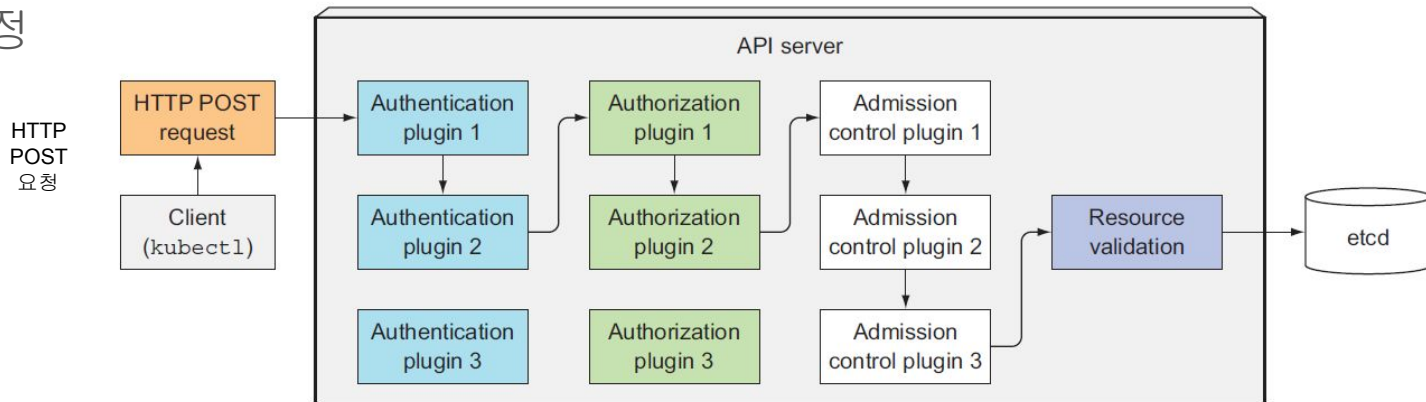 정
HTTP
POST
요청
HTTP POST
request
Client
(kubectl)
API server
Authentication
plugin 1
Authentication
plugin 2
Authentication
plugin 3
Authorization
plugin 1
Authorization
plugin 2
Authorization
plugin 3
Admission
control plugin 1
Admission
control plugin 2
Admission
control plugin 3
Resource
validation
etcd